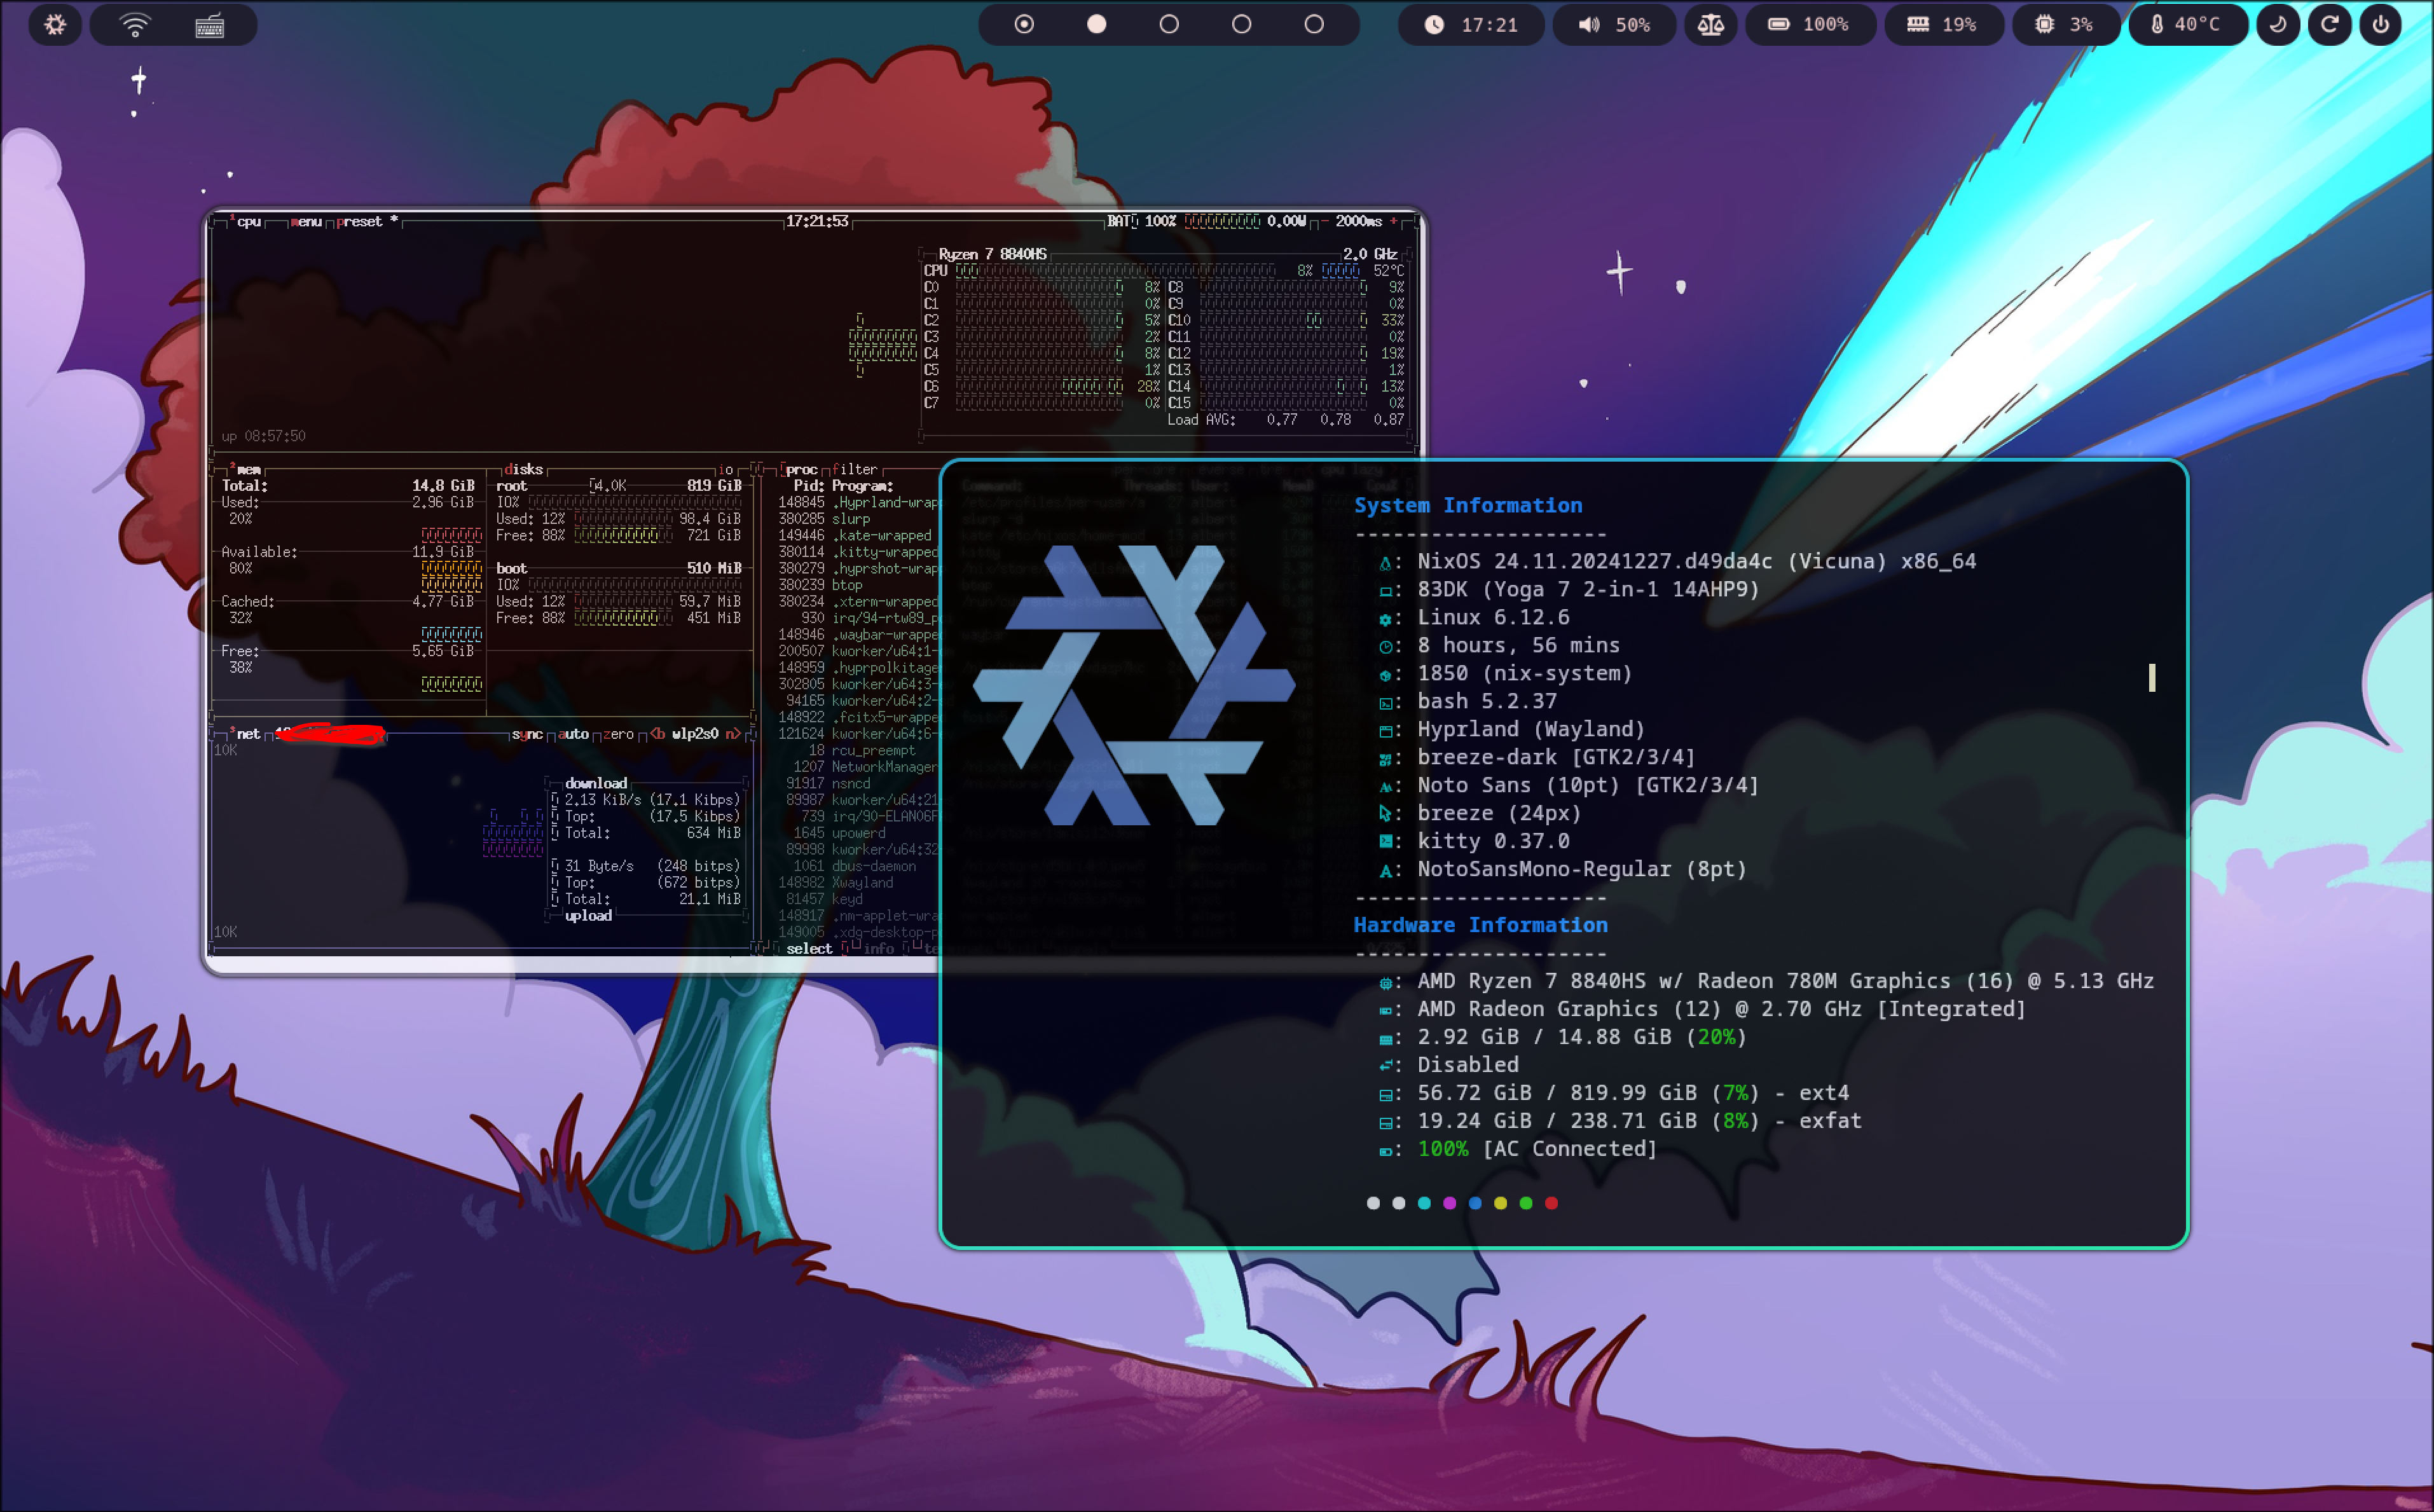 17:21 50% 100% 19% 3% 40°C
¹cpu menu preset * 17:21:53 BAT 100% 0.00W - 2000ms +
Ryzen 7 8840HS 2.0 GHz
CPU 8% 52°C
C0 8% C8 9%
C1 0% C9 0%
C2 5% C10 33%
C3 2% C11 0%
C4 8% C12 19%
C5 1% C13 1%
C6 28% C14 13%
C7 0% C15 0%
Load AVG: 0.77 0.78 0.87
up 08:57:50
²mem
Total: 14.8 GiB
Used: 2.96 GiB
20%
Available: 11.9 GiB
80%
Cached: 4.77 GiB
32%
Free: 5.65 GiB
38%
disks io
root 4.0K 819 GiB
IO%
Used: 12% 98.4 GiB
Free: 88% 721 GiB
boot 510 MiB
IO%
Used: 12% 59.7 MiB
Free: 88% 451 MiB
³net sync auto zero <b wlp2s0 n>
10K
download
2.13 KiB/s (17.1 Kibps)
Top: (17.5 Kibps)
Total: 634 MiB
31 Byte/s (248 bitps)
Top: (672 bitps)
Total: 21.1 MiB
upload
10K
proc filter
Pid: Program:
148845 .Hyprland-wrap
380285 slurp
149446 .kate-wrapped
380114 .kitty-wrapped
380279 .hyprshot-wrap
380239 btop
380234 .xterm-wrapped
930 irq/94-rtw89_p
148946 .waybar-wrapped
200507 kworker/u64:1-
148959 .hyprpolkitage
302805 kworker/u64:3-
94165 kworker/u64:2-
148922 .fcitx5-wrappe
121624 kworker/u64:6-
18 rcu_preempt
1207 NetworkManager
91917 nsncd
89987 kworker/u64:21
739 irq/90-ELAN06F
1645 upowerd
89998 kworker/u64:32
1061 dbus-daemon
148982 Xwayland
81457 keyd
148917 .nm-applet-wra
149005 .xdg-desktop-p
select info te
System Information
--------------------
: NixOS 24.11.20241227.d49da4c (Vicuna) x86_64
: 83DK (Yoga 7 2-in-1 14AHP9)
: Linux 6.12.6
: 8 hours, 56 mins
: 1850 (nix-system)
: bash 5.2.37
: Hyprland (Wayland)
: breeze-dark [GTK2/3/4]
: Noto Sans (10pt) [GTK2/3/4]
: breeze (24px)
: kitty 0.37.0
: NotoSansMono-Regular (8pt)
--------------------
Hardware Information
--------------------
: AMD Ryzen 7 8840HS w/ Radeon 780M Graphics (16) @ 5.13 GHz
: AMD Radeon Graphics (12) @ 2.70 GHz [Integrated]
: 2.92 GiB / 14.88 GiB (20%)
: Disabled
: 56.72 GiB / 819.99 GiB (7%) - ext4
: 19.24 GiB / 238.71 GiB (8%) - exfat
: 100% [AC Connected]